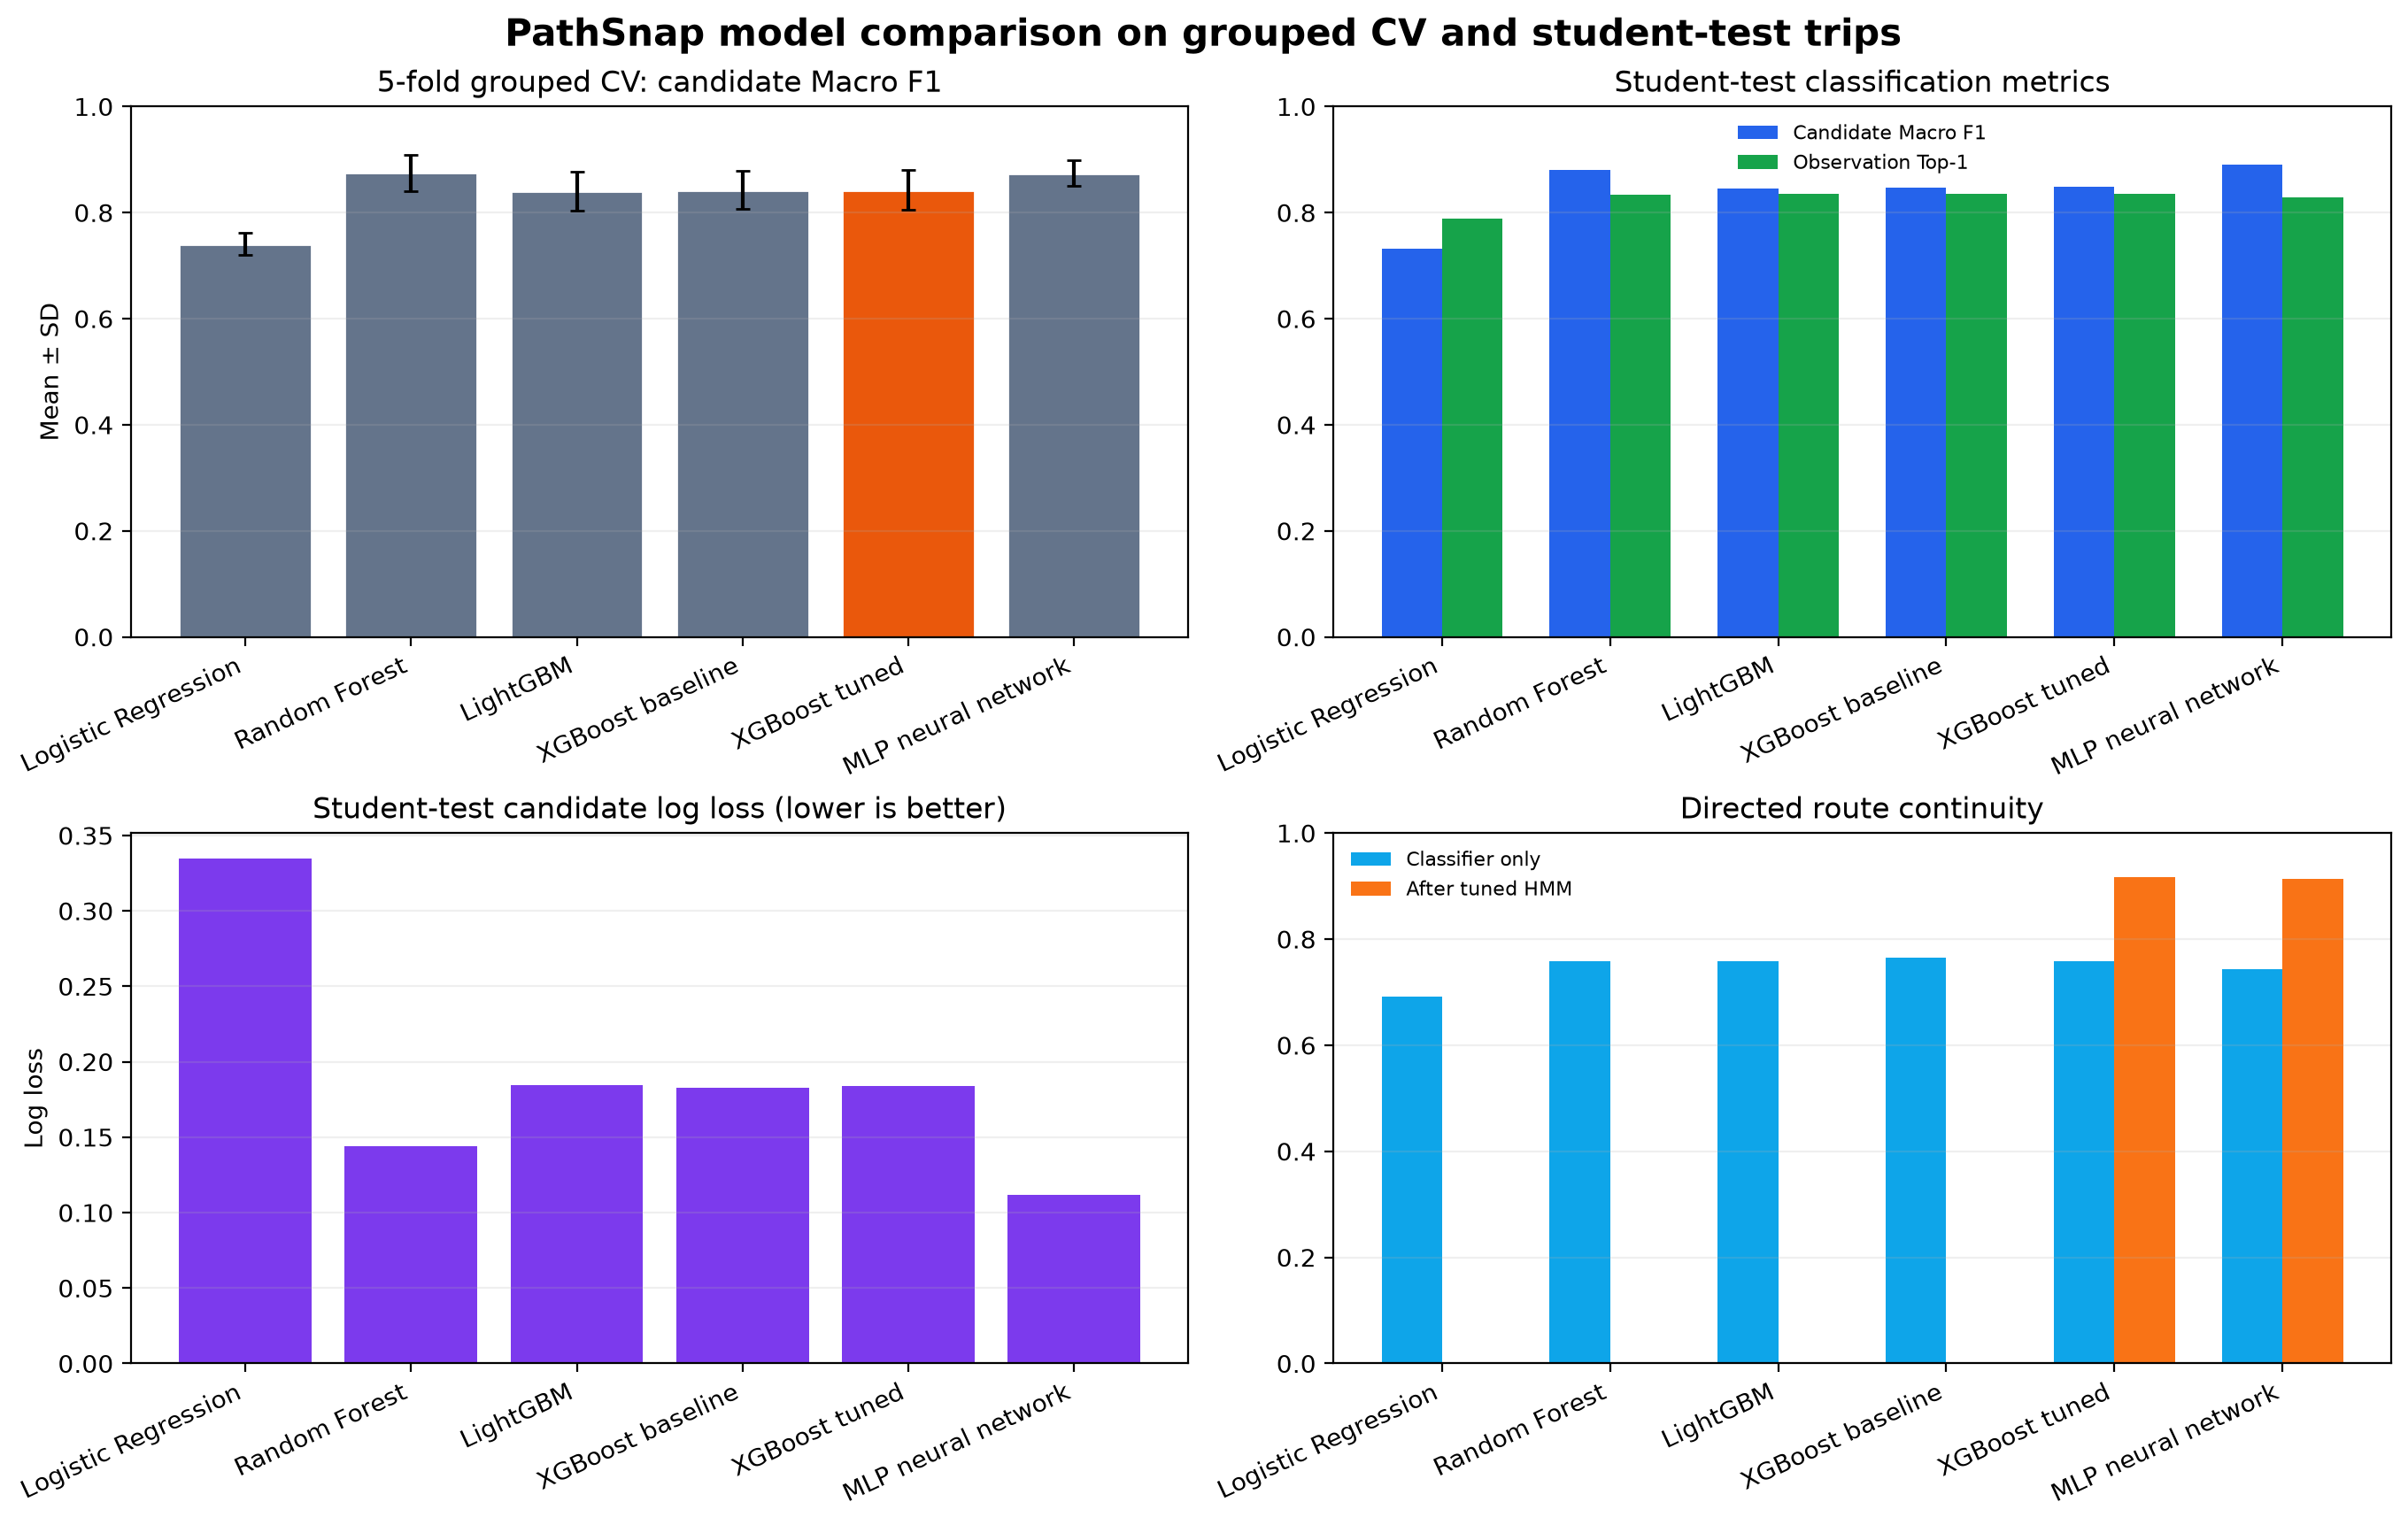 PathSnap model comparison on grouped CV and student-test trips
5-fold grouped CV: candidate Macro F1
Mean ± SD
1.0
0.8
0.6
0.4
0.2
0.0
Logistic Regression
Random Forest
LightGBM
XGBoost baseline
XGBoost tuned
MLP neural network
Student-test classification metrics
Candidate Macro F1
Observation Top-1
1.0
0.8
0.6
0.4
0.2
0.0
Logistic Regression
Random Forest
LightGBM
XGBoost baseline
XGBoost tuned
MLP neural network
Student-test candidate log loss (lower is better)
Log loss
0.35
0.30
0.25
0.20
0.15
0.10
0.05
0.00
Logistic Regression
Random Forest
LightGBM
XGBoost baseline
XGBoost tuned
MLP neural network
Directed route continuity
Classifier only
After tuned HMM
1.0
0.8
0.6
0.4
0.2
0.0
Logistic Regression
Random Forest
LightGBM
XGBoost baseline
XGBoost tuned
MLP neural network